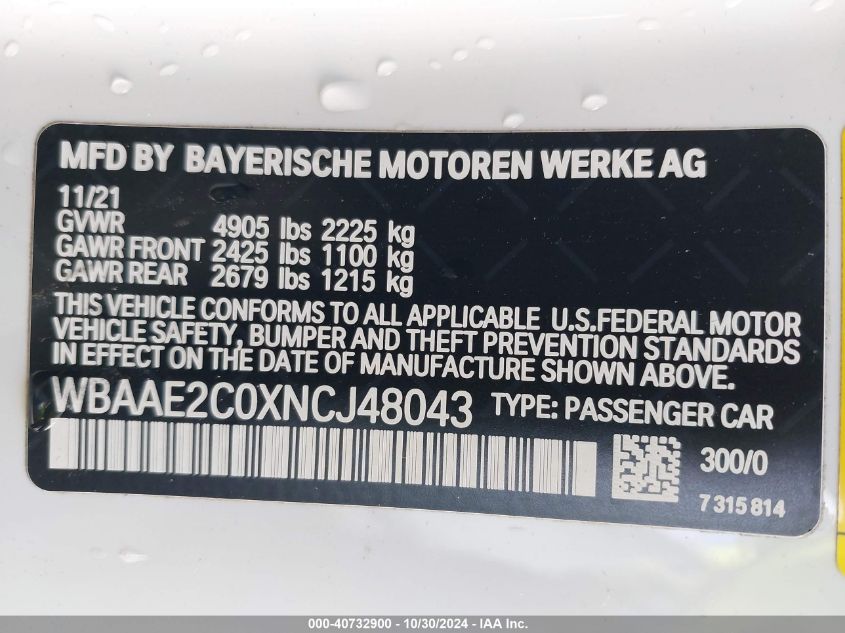 MFD BY BAYERISCHE MOTOREN WERKE AG
11/21
GVWR 4905 lbs 2225 kg
GAWR FRONT 2425 lbs 1100 kg
GAWR REAR 2679 lbs 1215 kg
THIS VEHICLE CONFORMS TO ALL APPLICABLE U.S.FEDERAL MOTOR
VEHICLE SAFETY, BUMPER AND THEFT PREVENTION STANDARDS
IN EFFECT ON THE DATE OF MANUFACTURE SHOWN ABOVE.
WBAAE2C0XNCJ48043 TYPE: PASSENGER CAR
300/0
7 315 814
000-40732900 - 10/30/2024 - IAA Inc.